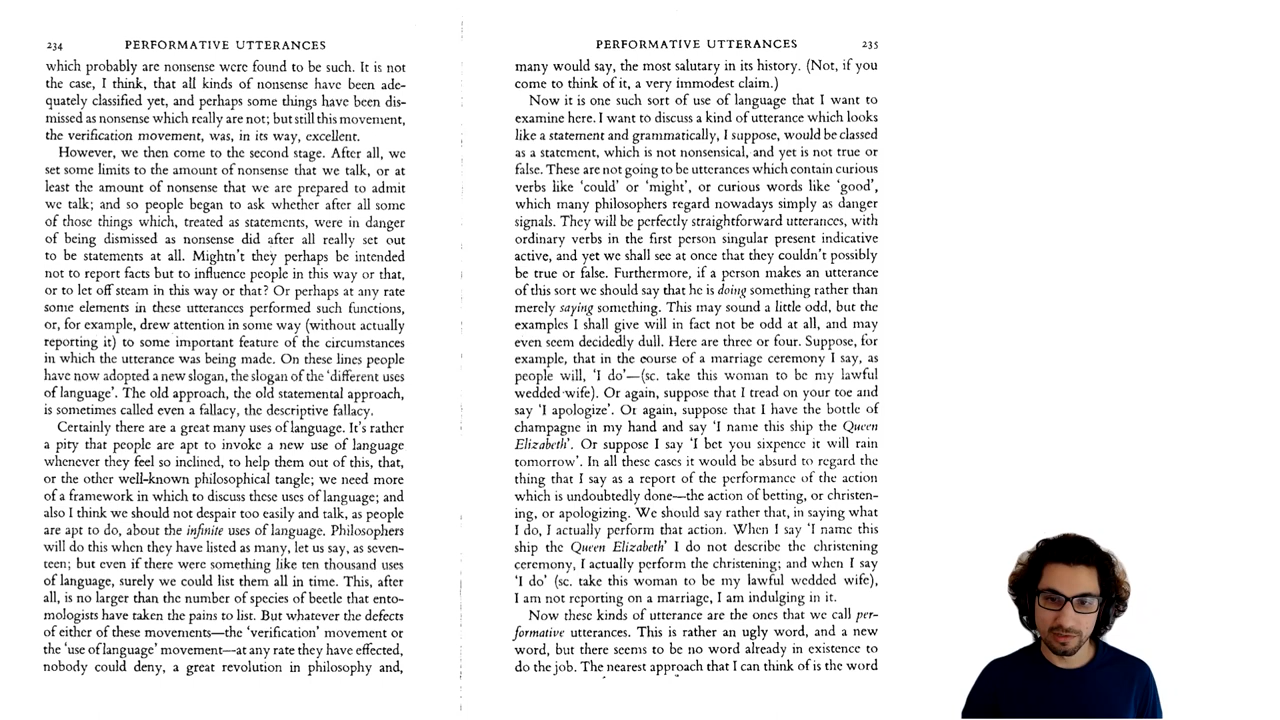 234 PERFORMATIVE UTTERANCES
which probably are nonsense were found to be such. It is not
the case, I think, that all kinds of nonsense have been ade-
quately classified yet, and perhaps some things have been dis-
missed as nonsense which really are not; but still this movement,
the verification movement, was, in its way, excellent.
However, we then come to the second stage. After all, we
set some limits to the amount of nonsense that we talk, or at
least the amount of nonsense that we are prepared to admit
we talk; and so people began to ask whether after all some
of those things which, treated as statements, were in danger
of being dismissed as nonsense did after all really set out
to be statements at all. Mightn't they perhaps be intended
not to report facts but to influence people in this way or that,
or to let off steam in this way or that? Or perhaps at any rate
some elements in these utterances performed such functions,
or, for example, drew attention in some way (without actually
reporting it) to some important feature of the circumstances
in which the utterance was being made. On these lines people
have now adopted a new slogan, the slogan of the 'different uses
of language'. The old approach, the old statemental approach,
is sometimes called even a fallacy, the descriptive fallacy.
Certainly there are a great many uses of language. It's rather
a pity that people are apt to invoke a new use of language
whenever they feel so inclined, to help them out of this, that,
or the other well-known philosophical tangle; we need more
of a framework in which to discuss these uses of language; and
also I think we should not despair too easily and talk, as people
are apt to do, about the infinite uses of language. Philosophers
will do this when they have listed as many, let us say, as seven-
teen; but even if there were something like ten thousand uses
of language, surely we could list them all in time. This, after
all, is no larger than the number of species of beetle that ento-
mologists have taken the pains to list. But whatever the defects
of either of these movements—the 'verification' movement or
the 'use of language' movement—at any rate they have effected,
nobody could deny, a great revolution in philosophy and,
PERFORMATIVE UTTERANCES 235
many would say, the most salutary in its history. (Not, if you
come to think of it, a very immodest claim.)
Now it is one such sort of use of language that I want to
examine here. I want to discuss a kind of utterance which looks
like a statement and grammatically, I suppose, would be classed
as a statement, which is not nonsensical, and yet is not true or
false. These are not going to be utterances which contain curious
verbs like 'could' or 'might', or curious words like 'good',
which many philosophers regard nowadays simply as danger
signals. They will be perfectly straightforward utterances, with
ordinary verbs in the first person singular present indicative
active, and yet we shall see at once that they couldn't possibly
be true or false. Furthermore, if a person makes an utterance
of this sort we should say that he is doing something rather than
merely saying something. This may sound a little odd, but the
examples I shall give will in fact not be odd at all, and may
even seem decidedly dull. Here are three or four. Suppose, for
example, that in the course of a marriage ceremony I say, as
people will, 'I do'—(sc. take this woman to be my lawful
wedded wife). Or again, suppose that I tread on your toe and
say 'I apologize'. Or again, suppose that I have the bottle of
champagne in my hand and say 'I name this ship the Queen
Elizabeth'. Or suppose I say 'I bet you sixpence it will rain
tomorrow'. In all these cases it would be absurd to regard the
thing that I say as a report of the performance of the action
which is undoubtedly done—the action of betting, or christen-
ing, or apologizing. We should say rather that, in saying what
I do, I actually perform that action. When I say 'I name this
ship the Queen Elizabeth' I do not describe the christening
ceremony, I actually perform the christening; and when I say
'I do' (sc. take this woman to be my lawful wedded wife),
I am not reporting on a marriage, I am indulging in it.
Now these kinds of utterance are the ones that we call per-
formative utterances. This is rather an ugly word, and a new
word, but there seems to be no word already in existence to
do the job. The nearest approach that I can think of is the word